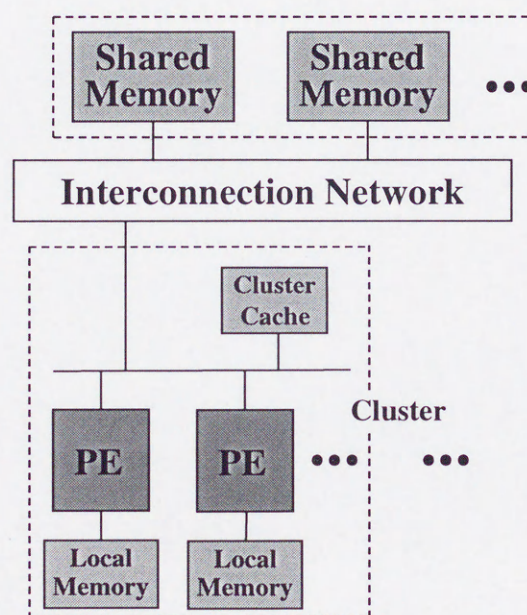 Shared
Memory
Shared
Memory
•••
Interconnection Network
Cluster
Cache
Cluster
PE
PE
•••
•••
Local
Memory
Local
Memory